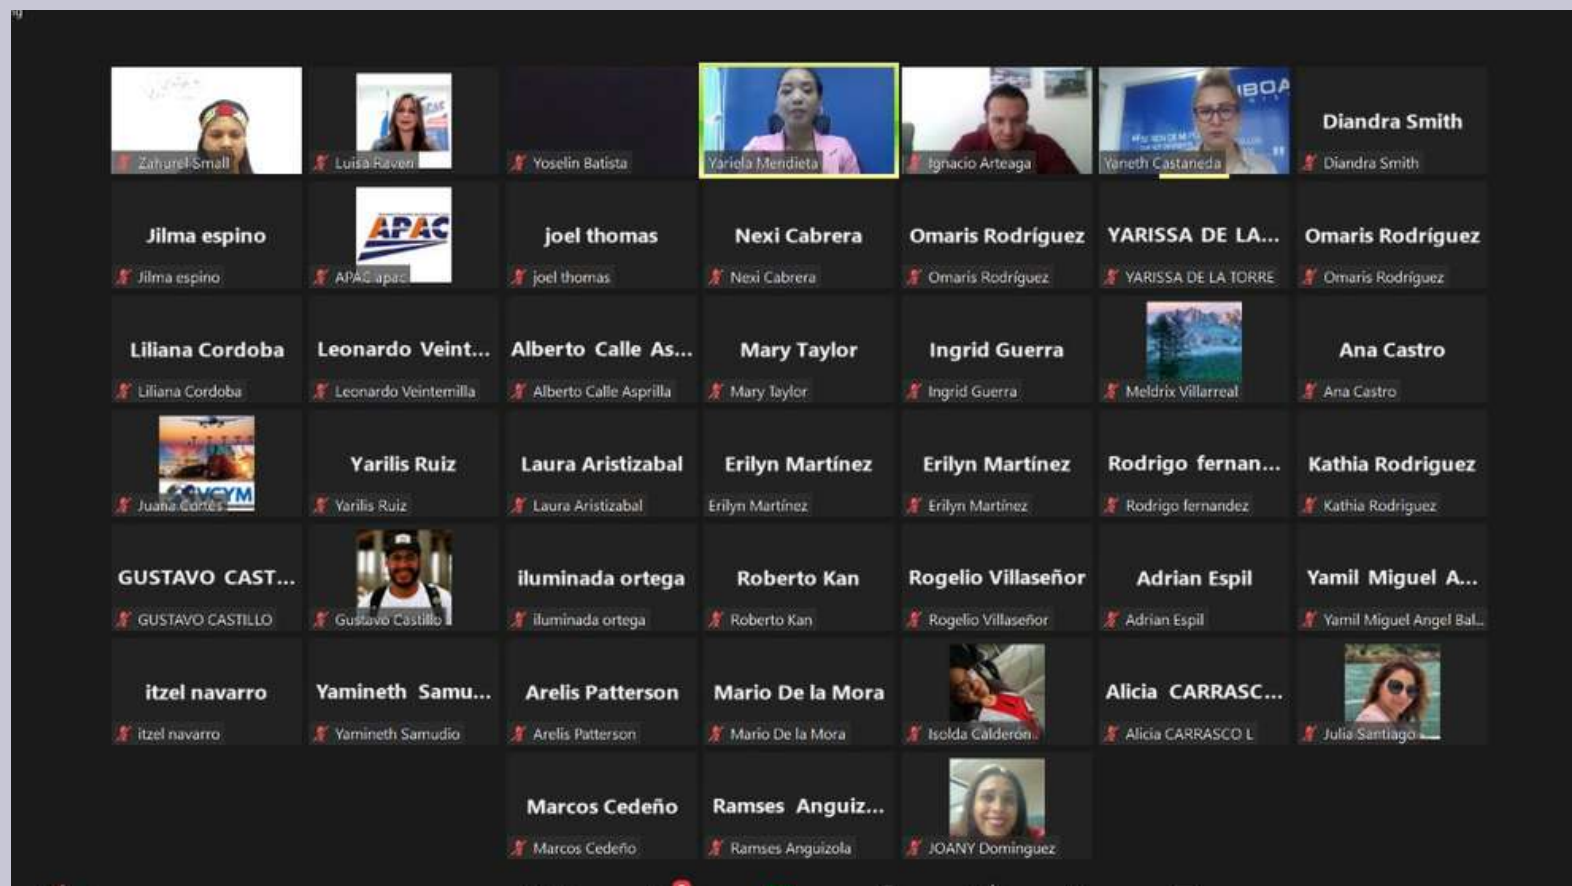 Zahurel Small
Luisa Raven
Yoselin Batista
Yariela Mendieta
Ignacio Arteaga
BOA
Yaneth Castaneda
Diandra Smith
Diandra Smith
Jilma espino
Jilma espino
APAC
APAC apac
joel thomas
joel thomas
Nexi Cabrera
Nexi Cabrera
Omaris Rodríguez
Omaris Rodríguez
YARISSA DE LA...
YARISSA DE LA TORRE
Omaris Rodríguez
Omaris Rodríguez
Liliana Cordoba
Liliana Cordoba
Leonardo Veint...
Leonardo Veintemilla
Alberto Calle As...
Alberto Calle Asprilla
Mary Taylor
Mary Taylor
Ingrid Guerra
Ingrid Guerra
Meldrix Villarreal
Ana Castro
Ana Castro
VCYM
Juana Cortes
Yarilis Ruiz
Yarilis Ruiz
Laura Aristizabal
Laura Aristizabal
Erilyn Martínez
Erilyn Martínez
Erilyn Martínez
Erilyn Martínez
Rodrigo fernan...
Rodrigo fernandez
Kathia Rodriguez
Kathia Rodriguez
GUSTAVO CAST...
GUSTAVO CASTILLO
Gustavo Castillo
iluminada ortega
iluminada ortega
Roberto Kan
Roberto Kan
Rogelio Villaseñor
Rogelio Villaseñor
Adrian Espil
Adrian Espil
Yamil Miguel A...
Yamil Miguel Angel Bal...
itzel navarro
itzel navarro
Yamineth Samu...
Yamineth Samudio
Arelis Patterson
Arelis Patterson
Mario De la Mora
Mario De la Mora
Isolda Calderón
Alicia CARRASC...
Alicia CARRASCO L
Julia Santiago
Marcos Cedeño
Marcos Cedeño
Ramses Anguiz...
Ramses Anguizola
JOANY Dominguez